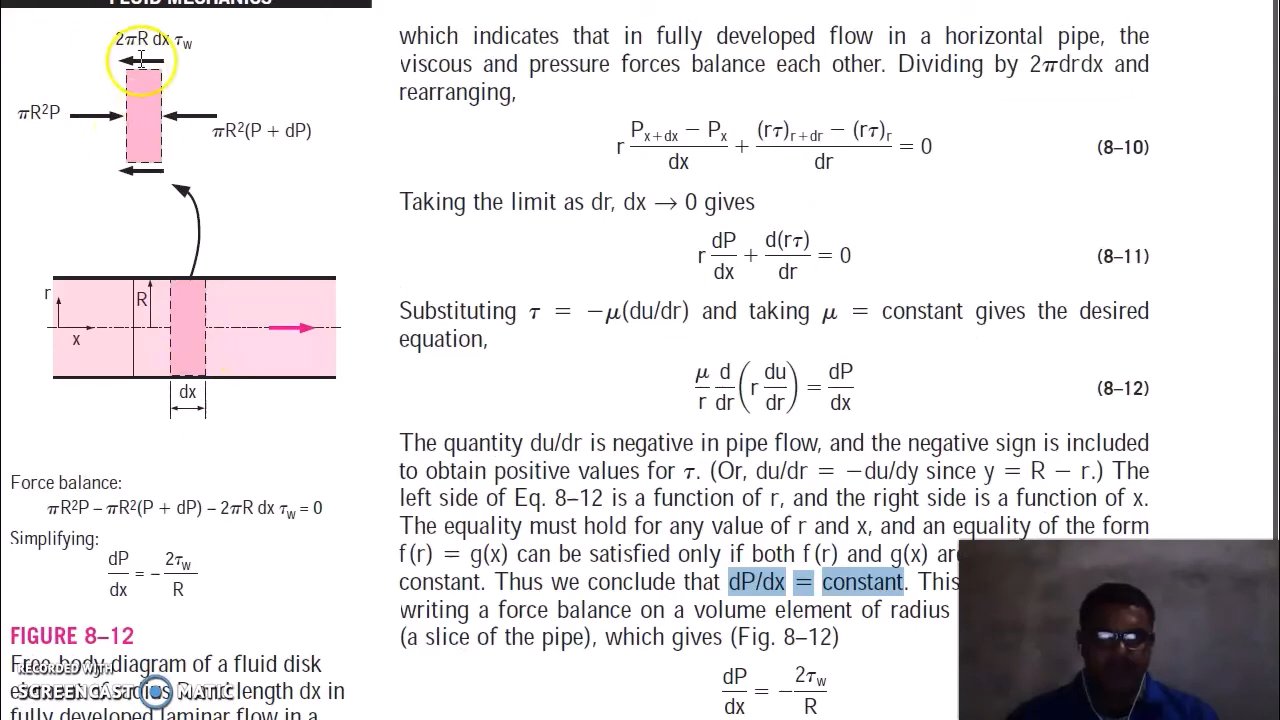 FLUID MECHANICS
2πR dx τw
πR²P
πR²(P + dP)
r
R
x
dx
Force balance:
πR²P – πR²(P + dP) – 2πR dx τw = 0
Simplifying:
dP/dx = – 2τw/R
FIGURE 8–12
Free-body diagram of a fluid disk
and length dx in
fully developed laminar flow in a
RECORDED WITH
SCREENCAST MATIC
which indicates that in fully developed flow in a horizontal pipe, the
viscous and pressure forces balance each other. Dividing by 2πdrdx and
rearranging,
r (Px+dx − Px)/dx + ((rτ)r+dr − (rτ)r)/dr = 0 (8–10)
Taking the limit as dr, dx → 0 gives
r dP/dx + d(rτ)/dr = 0 (8–11)
Substituting τ = −μ(du/dr) and taking μ = constant gives the desired
equation,
μ/r d/dr (r du/dr) = dP/dx (8–12)
The quantity du/dr is negative in pipe flow, and the negative sign is included
to obtain positive values for τ. (Or, du/dr = −du/dy since y = R − r.) The
left side of Eq. 8–12 is a function of r, and the right side is a function of x.
The equality must hold for any value of r and x, and an equality of the form
f(r) = g(x) can be satisfied only if both f(r) and g(x)
constant. Thus we conclude that dP/dx = constant. This
writing a force balance on a volume element of radius
(a slice of the pipe), which gives (Fig. 8–12)
dP/dx = − 2τw/R